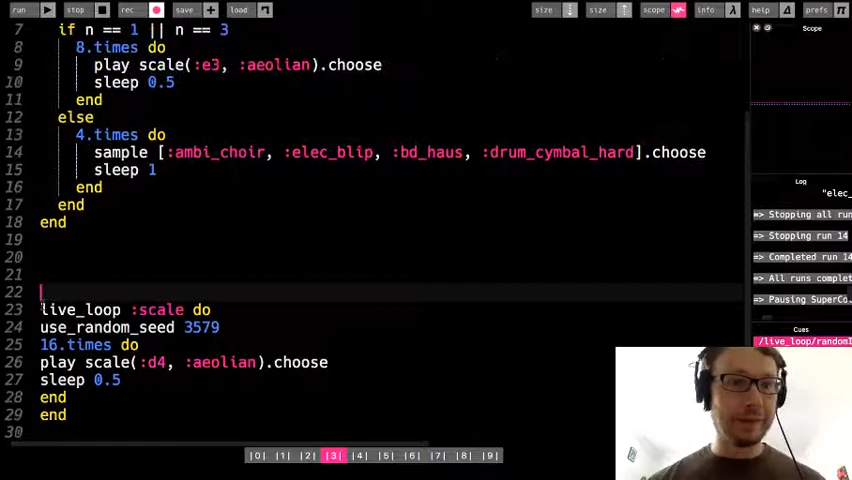 run stop rec save load size size scope info help prefs
Scope
7 if n == 1 || n == 3
8 8.times do
9 play scale(:e3, :aeolian).choose
10 sleep 0.5
11 end
12 else
13 4.times do
14 sample [:ambi_choir, :elec_blip, :bd_haus, :drum_cymbal_hard].choose
15 sleep 1
16 end
17 end
18 end
19
20
21
22
23 live_loop :scale do
24 use_random_seed 3579
25 16.times do
26 play scale(:d4, :aeolian).choose
27 sleep 0.5
28 end
29 end
30
Log
"elec_
=> Stopping all run
=> Stopping run 14
=> Completed run 14
=> All runs complet
=> Pausing SuperCo
Cues
/live_loop/random
|0| |1| |2| |3| |4| |5| |6| |7| |8| |9|